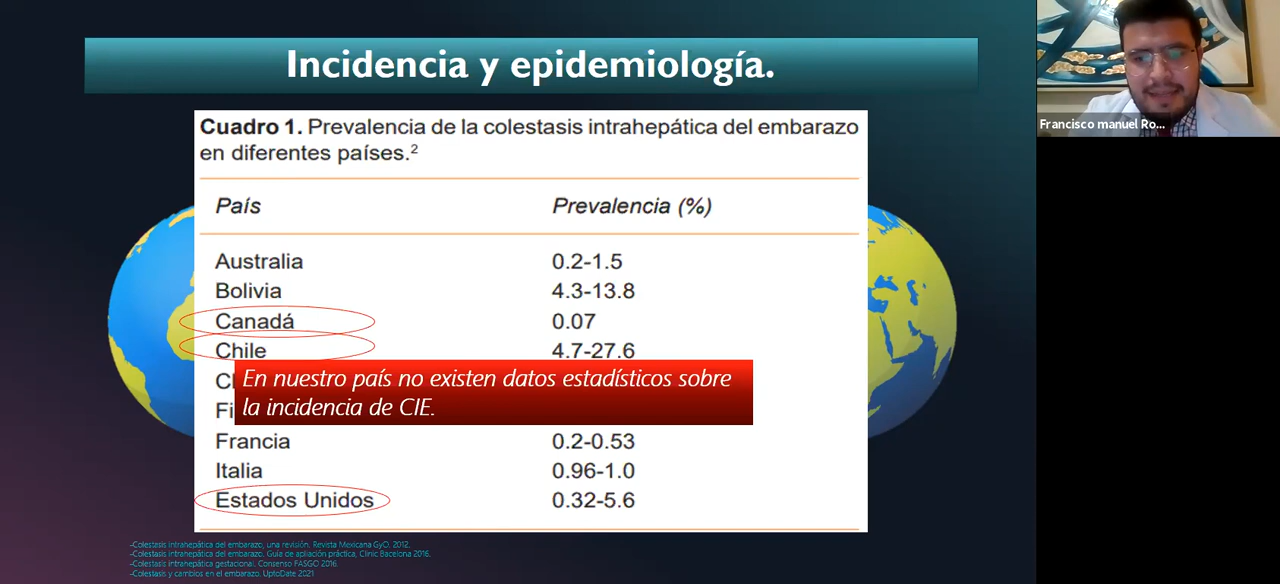 Incidencia y epidemiología.
Francisco manuel Ro...
Cuadro 1. Prevalencia de la colestasis intrahepática del embarazo
en diferentes países.²
País Prevalencia (%)
Australia 0.2-1.5
Bolivia 4.3-13.8
Canadá 0.07
Chile 4.7-27.6
En nuestro país no existen datos estadísticos sobre
la incidencia de CIE.
Francia 0.2-0.53
Italia 0.96-1.0
Estados Unidos 0.32-5.6
-Colestasis intrahepática del embarazo, una revisión. Revista Mexicana GyO. 2012.
-Colestasis intrahepática del embarazo. Guía de apliación práctica, Clinic Bacelona 2016.
-Colestasis intrahepática gestacional. Consenso FASGO 2016
-Colestasis y cambios en el embarazo. UptoDate 2021